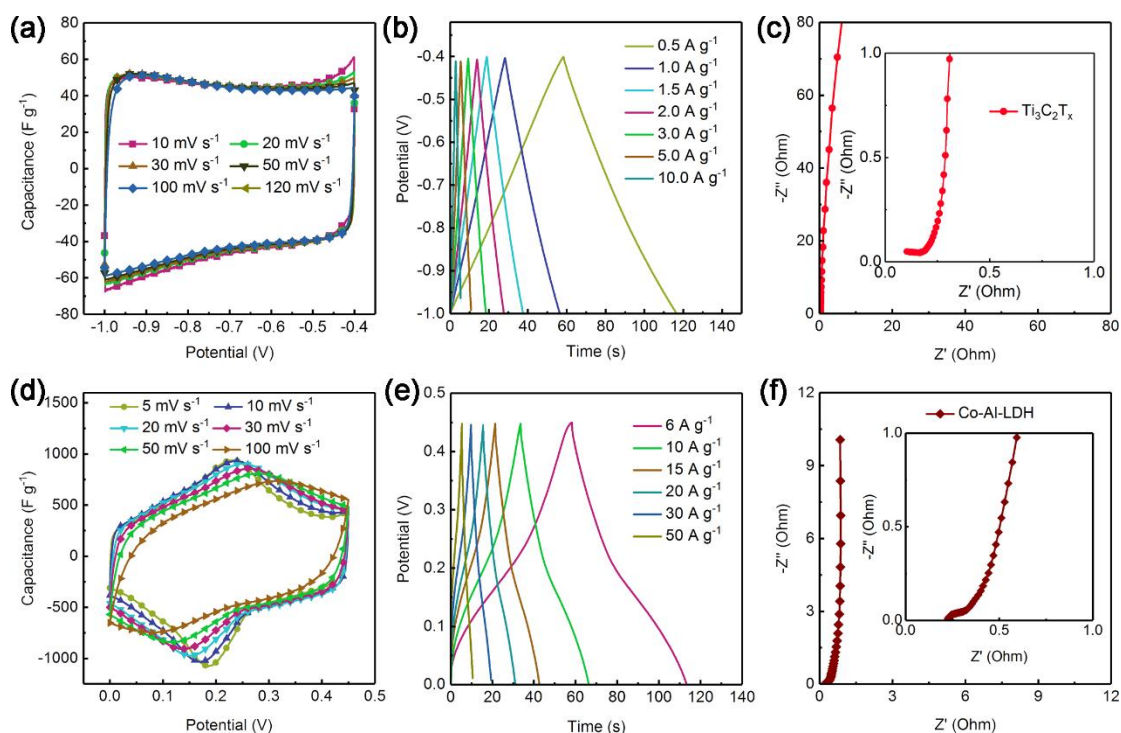 (a)
80
60
40
20
0
-20
-40
-60
-80
Capacitance (F g⁻¹)
10 mV s⁻¹ 20 mV s⁻¹
30 mV s⁻¹ 50 mV s⁻¹
100 mV s⁻¹ 120 mV s⁻¹
-1.0 -0.9 -0.8 -0.7 -0.6 -0.5 -0.4
Potential (V)
(b)
-0.4
-0.5
-0.6
-0.7
-0.8
-0.9
-1.0
Potential (V)
0.5 A g⁻¹
1.0 A g⁻¹
1.5 A g⁻¹
2.0 A g⁻¹
3.0 A g⁻¹
5.0 A g⁻¹
10.0 A g⁻¹
0 20 40 60 80 100 120 140
Time (s)
(c)
80
60
40
20
0
-Z'' (Ohm)
1.0
0.5
0.0
-Z'' (Ohm)
Ti₃C₂Tₓ
0.5 1.0
Z' (Ohm)
0 20 40 60 80
Z' (Ohm)
(d)
1500
1000
500
0
-500
-1000
Capacitance (F g⁻¹)
5 mV s⁻¹ 10 mV s⁻¹
20 mV s⁻¹ 30 mV s⁻¹
50 mV s⁻¹ 100 mV s⁻¹
0.0 0.1 0.2 0.3 0.4 0.5
Potential (V)
(e)
0.5
0.4
0.3
0.2
0.1
0.0
Potential (V)
6 A g⁻¹
10 A g⁻¹
15 A g⁻¹
20 A g⁻¹
30 A g⁻¹
50 A g⁻¹
0 20 40 60 80 100 120 140
Time (s)
(f)
12
9
6
3
0
-Z'' (Ohm)
Co-Al-LDH
1.0
0.5
0.0
-Z'' (Ohm)
0.0 0.5 1.0
Z' (Ohm)
0 3 6 9 12
Z' (Ohm)